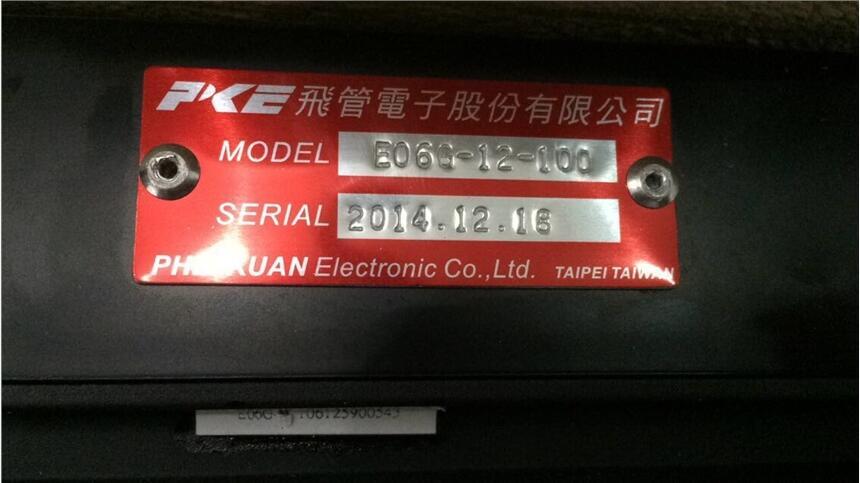 PKE 飛管電子股份有限公司
MODEL E06G-12-100
SERIAL 2014.12.18
Electronic Co.,Ltd. TAIPEI TAIWAN